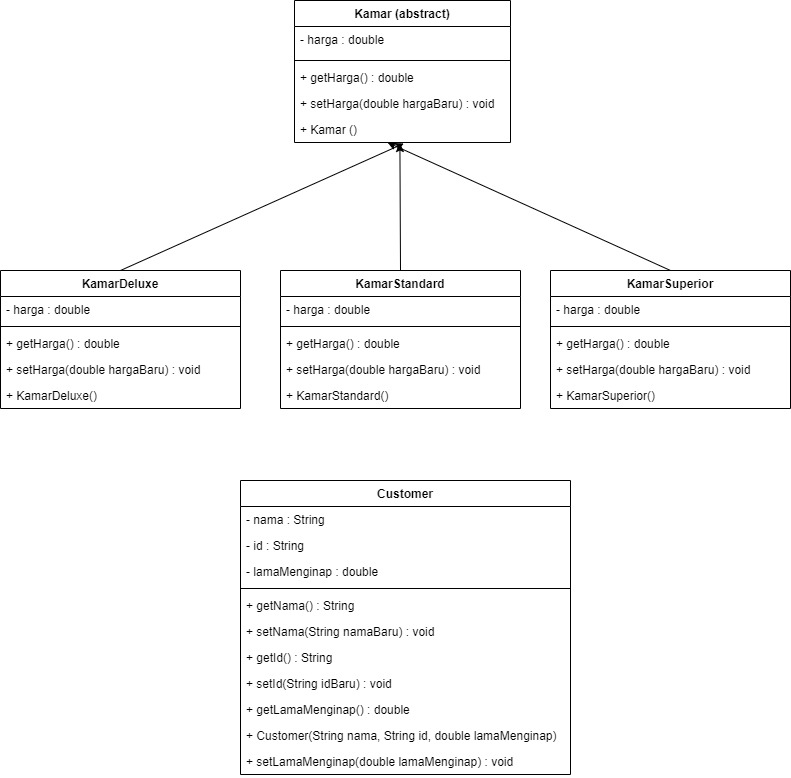 Kamar (abstract)
- harga : double
+ getHarga() : double
+ setHarga(double hargaBaru) : void
+ Kamar ()
KamarDeluxe
- harga : double
+ getHarga() : double
+ setHarga(double hargaBaru) : void
+ KamarDeluxe()
KamarStandard
- harga : double
+ getHarga() : double
+ setHarga(double hargaBaru) : void
+ KamarStandard()
KamarSuperior
- harga : double
+ getHarga() : double
+ setHarga(double hargaBaru) : void
+ KamarSuperior()
Customer
- nama : String
- id : String
- lamaMenginap : double
+ getNama() : String
+ setNama(String namaBaru) : void
+ getId() : String
+ setId(String idBaru) : void
+ getLamaMenginap() : double
+ Customer(String nama, String id, double lamaMenginap)
+ setLamaMenginap(double lamaMenginap) : void